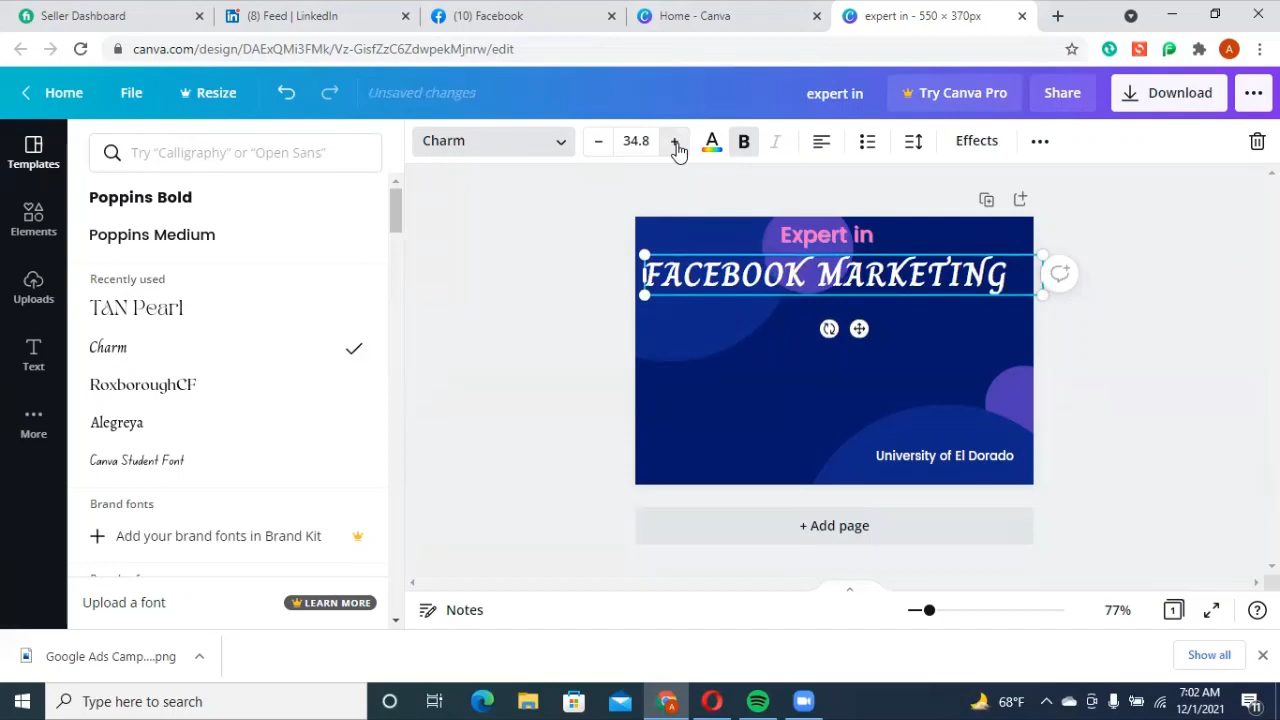 Seller Dashboard
(8) Feed | LinkedIn
(10) Facebook
Home - Canva
expert in - 550 × 370px
canva.com/design/DAExQMi3FMk/Vz-GisfZzC6ZdwpekMjnrw/edit
A
Home
File
Resize
Unsaved changes
expert in
Try Canva Pro
Share
Download
Templates
Elements
Uploads
Text
More
Try "Calligraphy" or "Open Sans"
Poppins Bold
Poppins Medium
Recently used
TAN Pearl
Charm
RoxboroughCF
Alegreya
Canva Student Font
Brand fonts
Add your brand fonts in Brand Kit
Upload a font
LEARN MORE
Charm
– 34.8 +
A
B
I
Effects
Expert in
FACEBOOK MARKETING
University of El Dorado
+ Add page
Notes
77%
1
?
Google Ads Camp....png
Show all
Type here to search
68°F
7:02 AM
12/1/2021
11